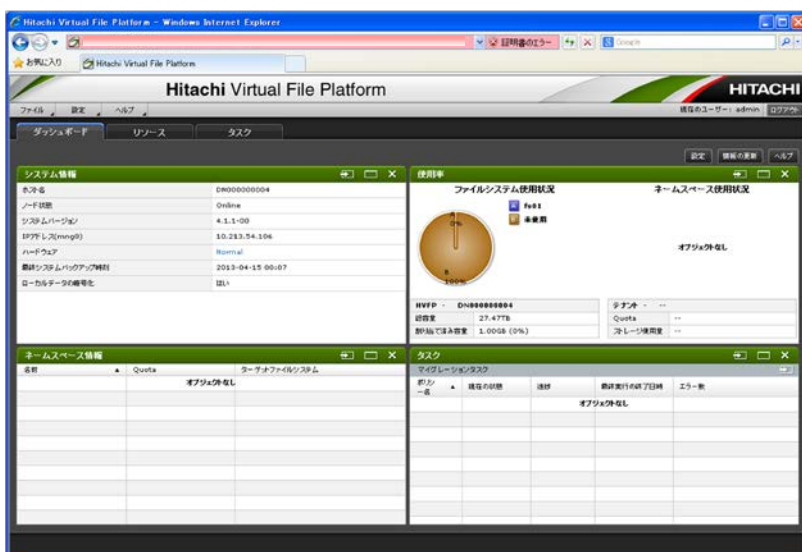 Hitachi Virtual File Platform - Windows Internet Explorer
証明書のエラー
Google
お気に入り
Hitachi Virtual File Platform
Hitachi Virtual File Platform
HITACHI
ファイル 設定 ヘルプ
現在のユーザー: admin ログアウト
ダッシュボード リソース タスク
設定 情報の更新 ヘルプ
システム情報
ホスト名 DN000000004
ノード状態 Online
システムバージョン 4.1.1-00
IPアドレス(mng0) 10.213.54.106
ハードウェア Normal
最終システムバックアップ時刻 2013-04-15 00:07
ローカルデータの暗号化 はい
使用率
ファイルシステム使用状況
ネームスペース使用状況
A 0%
B 100%
A fs01
B 未使用
オブジェクトなし
HVFP - DN000000004
総容量 27.47TB
割り当て済み容量 1.00GB (0%)
テナント - --
Quota --
ストレージ使用量 --
ネームスペース情報
名前 Quota ターゲットファイルシステム
オブジェクトなし
タスク
マイグレーションタスク
ポリシー名 現在の状態 進捗 最終実行の終了日時 エラー数
オブジェクトなし